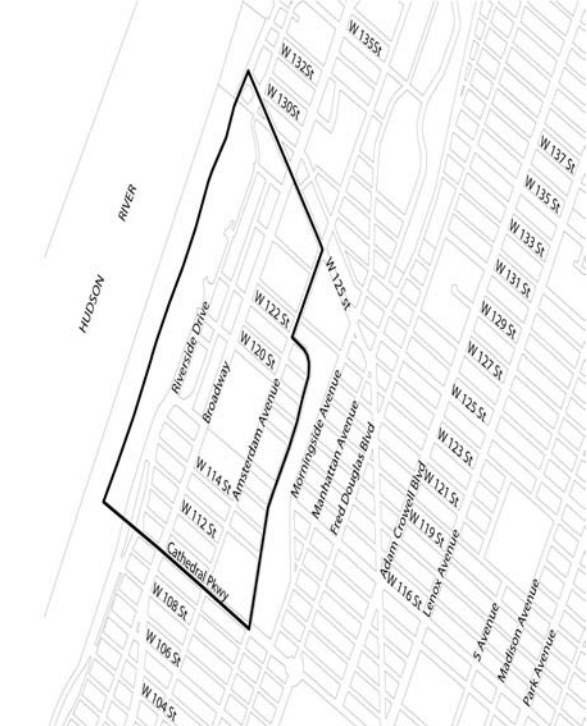 W 135St
W 132St
W 130St
W 137 St
W 135 St
W 133 St
W 131 St
W 129 St
W 127 St
W 125 St
W 123 St
W 121 St
W 119 St
W 116 St
HUDSON
RIVER
W 125 st
W 122 St
W 120 St
Riverside Drive
Broadway
Amsterdam Avenue
Morningside Avenue
Manhattan Avenue
Fred Douglas Blvd
Adam Crowell Blvd
Lenox Avenue
5 Avenue
Madison Avenue
Park Avenue
W 114 St
W 112 St
Cathedral Pkwy
W 108 St
W 106 St
W 104 St